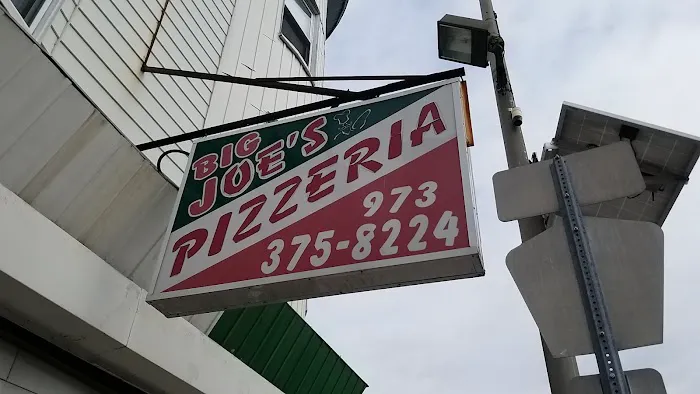 BIG
JOE'S
PIZZERIA
973
375-8224